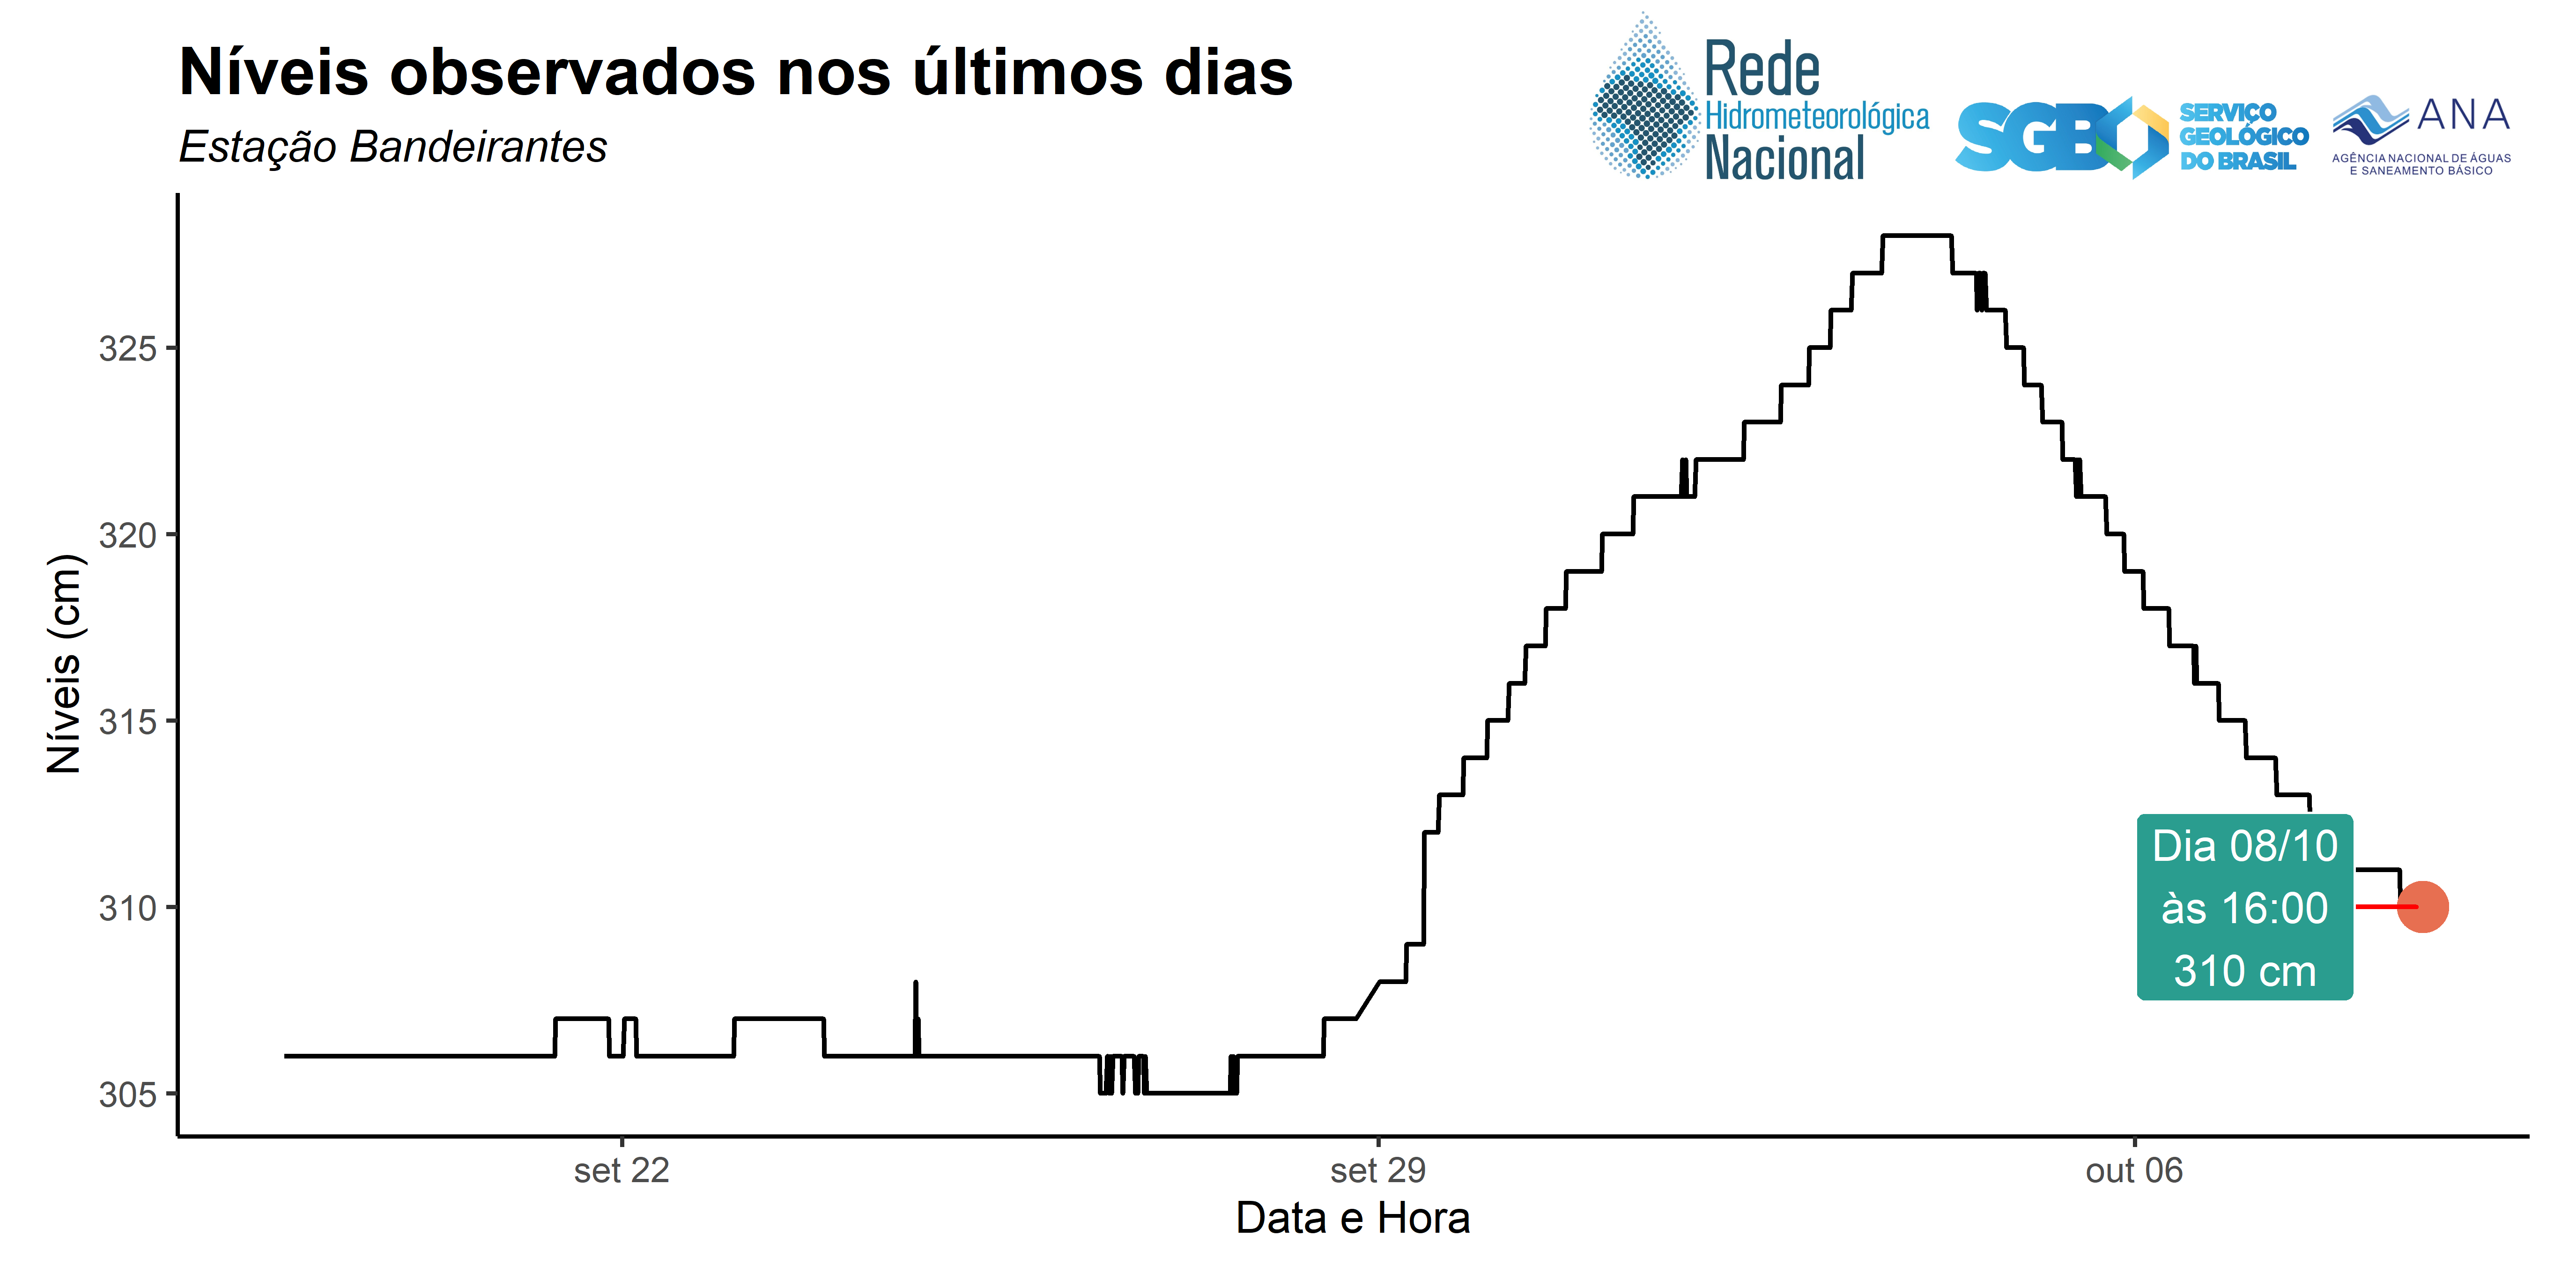 Níveis observados nos últimos dias
Estação Bandeirantes
Rede
Hidrometeorológica
Nacional
SGB
SERVIÇO
GEOLÓGICO
DO BRASIL
ANA
AGÊNCIA NACIONAL DE ÁGUAS
E SANEAMENTO BÁSICO
Níveis (cm)
325
320
315
310
305
Dia 08/10
às 16:00
310 cm
set 22
set 29
out 06
Data e Hora